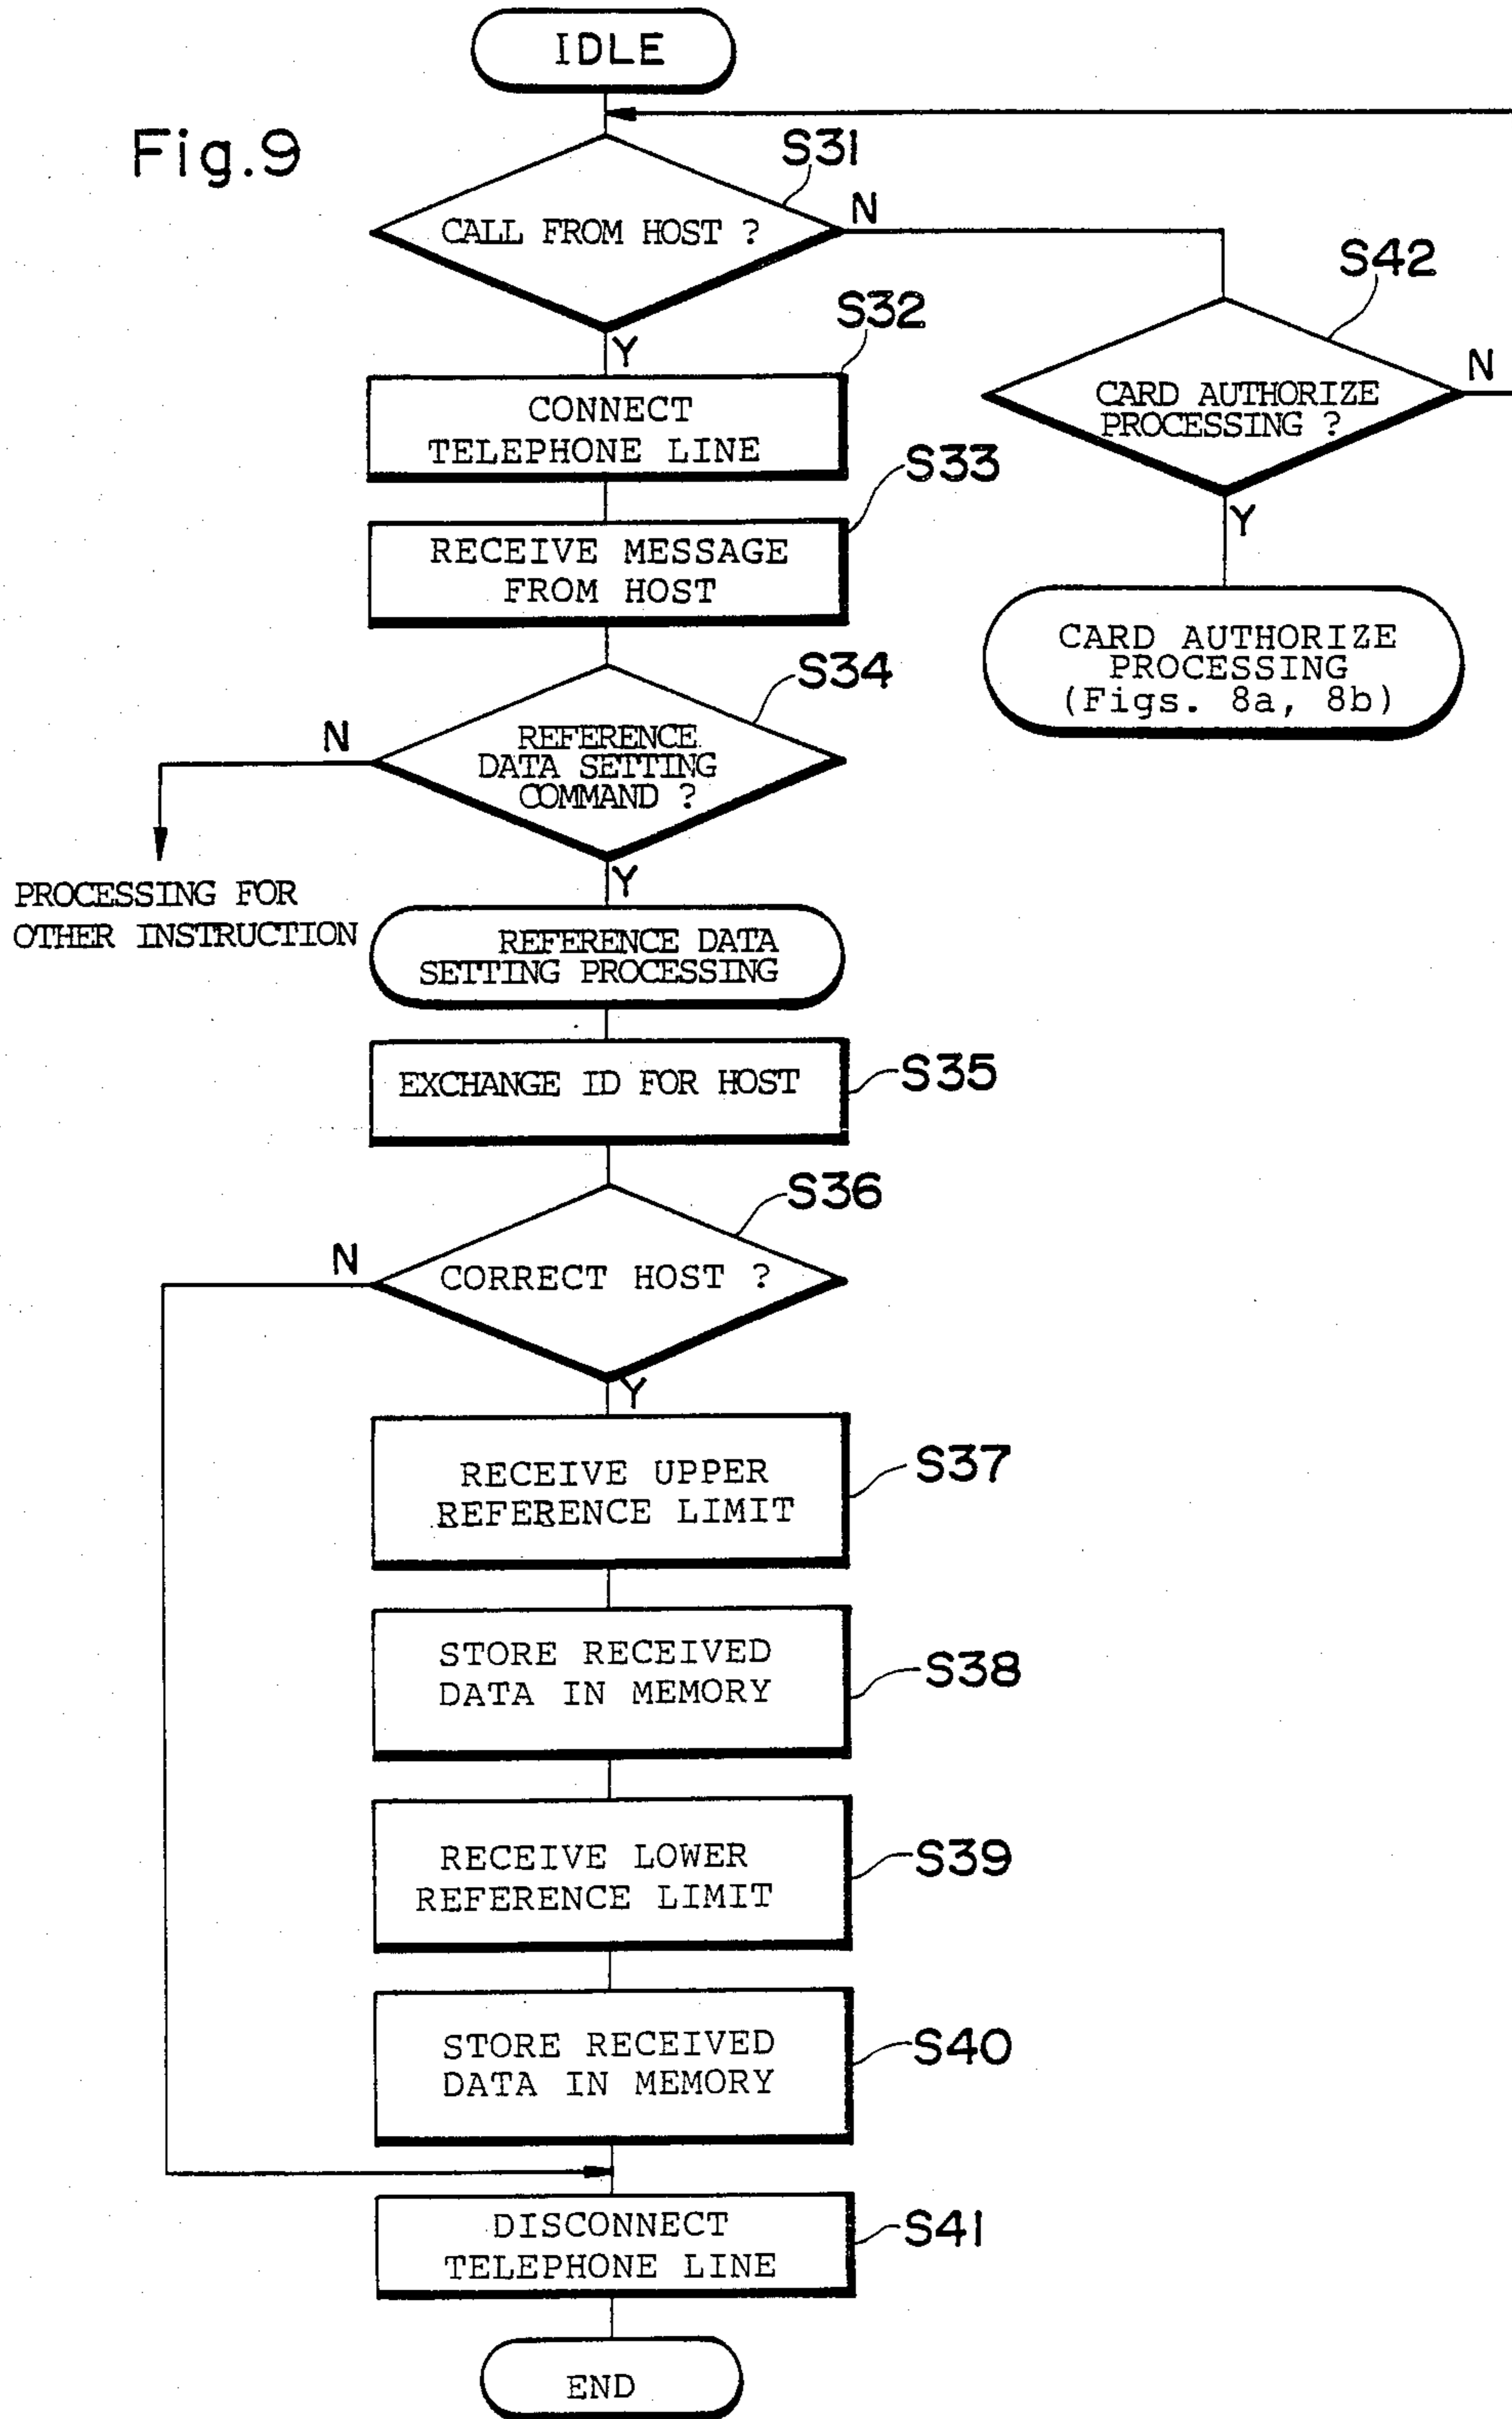 IDLE
Fig.9
S31
CALL FROM HOST ?
N
S42
S32
Y
CARD AUTHORIZE
PROCESSING ?
N
CONNECT
TELEPHONE LINE
S33
Y
RECEIVE MESSAGE
FROM HOST
CARD AUTHORIZE
PROCESSING
(Figs. 8a, 8b)
S34
N
REFERENCE
DATA SETTING
COMMAND ?
Y
PROCESSING FOR
OTHER INSTRUCTION
REFERENCE DATA
SETTING PROCESSING
S35
EXCHANGE ID FOR HOST
S36
N
CORRECT HOST ?
Y
S37
RECEIVE UPPER
REFERENCE LIMIT
S38
STORE RECEIVED
DATA IN MEMORY
S39
RECEIVE LOWER
REFERENCE LIMIT
S40
STORE RECEIVED
DATA IN MEMORY
S41
DISCONNECT
TELEPHONE LINE
END